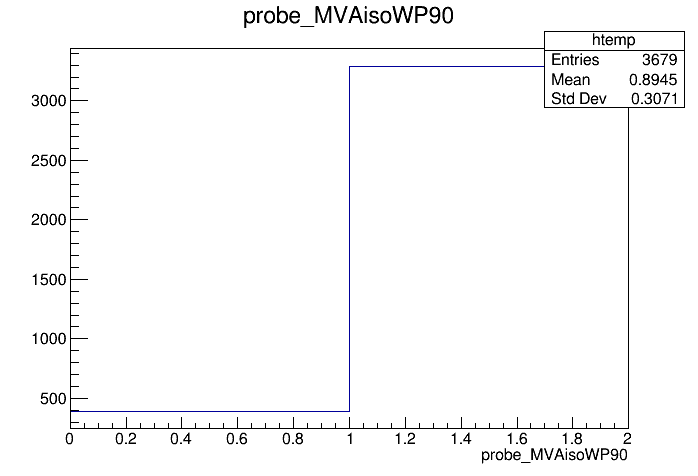 probe_MVAisoWP90
htemp
Entries 3679
Mean 0.8945
Std Dev 0.3071
3000
2500
2000
1500
1000
500
0 0.2 0.4 0.6 0.8 1 1.2 1.4 1.6 1.8 2
probe_MVAisoWP90